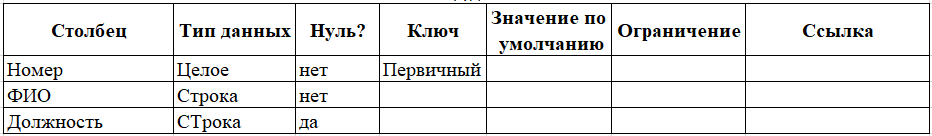 Столбец Тип данных Нуль? Ключ Значение по умолчанию Ограничение Ссылка
Номер Целое нет Первичный
ФИО Строка нет
Должность СТрока да